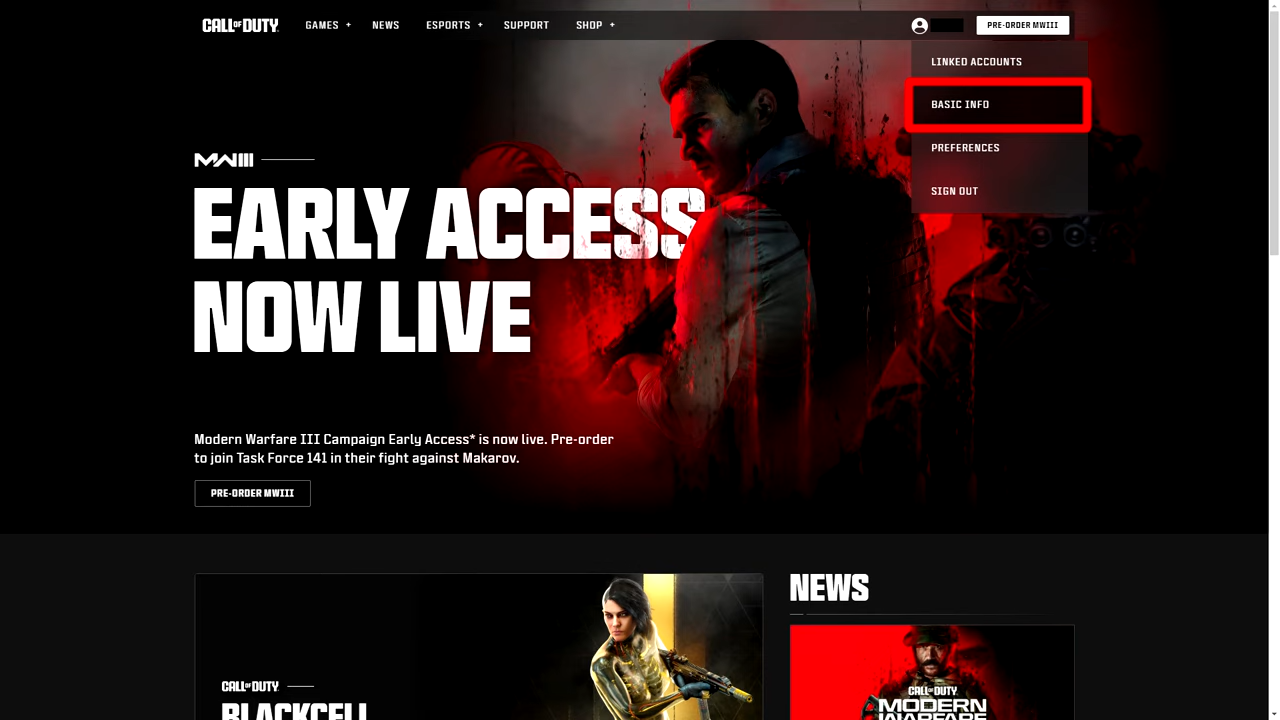 CALL OF DUTY
GAMES +
NEWS
ESPORTS +
SUPPORT
SHOP +
PRE-ORDER MWIII
LINKED ACCOUNTS
BASIC INFO
PREFERENCES
SIGN OUT
MWIII
EARLY ACCESS
NOW LIVE
Modern Warfare III Campaign Early Access* is now live. Pre-order
to join Task Force 141 in their fight against Makarov.
PRE-ORDER MWIII
CALL OF DUTY
BLACKCELL
NEWS
CALL OF DUTY
MODERN
WARFARE